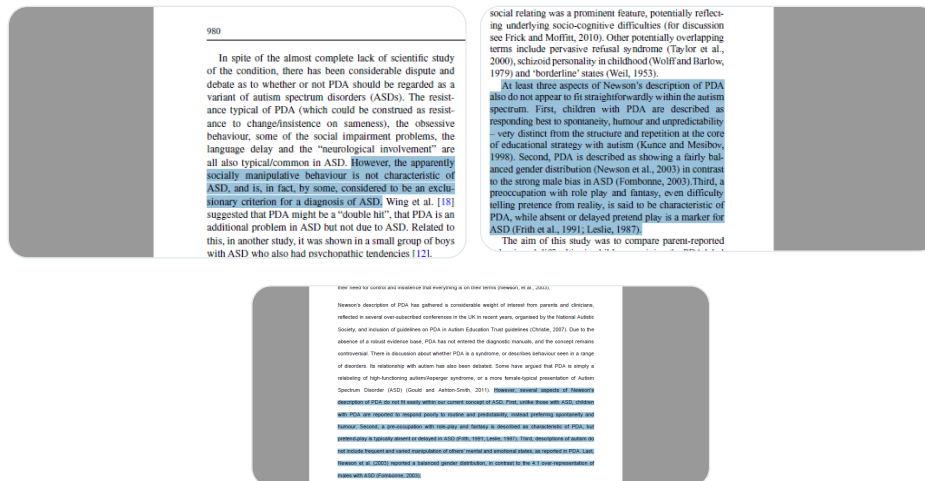 980
In spite of the almost complete lack of scientific study
of the condition, there has been considerable dispute and
debate as to whether or not PDA should be regarded as a
variant of autism spectrum disorders (ASDs). The resist-
ance typical of PDA (which could be construed as resist-
ance to change/insistence on sameness), the obsessive
behaviour, some of the social impairment problems, the
language delay and the “neurological involvement” are
all also typical/common in ASD. However, the apparently
socially manipulative behaviour is not characteristic of
ASD, and is, in fact, by some, considered to be an exclu-
sionary criterion for a diagnosis of ASD. Wing et al. [18]
suggested that PDA might be a “double hit”, that PDA is an
additional problem in ASD but not due to ASD. Related to
this, in another study, it was shown in a small group of boys
with ASD who also had psychopathic tendencies [12].
social relating was a prominent feature, potentially reflect-
ing underlying socio-cognitive difficulties (for discussion
see Frick and Moffitt, 2010). Other potentially overlapping
terms include pervasive refusal syndrome (Taylor et al.,
2000), schizoid personality in childhood (Wolff and Barlow,
1979) and ‘borderline’ states (Weil, 1953).
At least three aspects of Newson’s description of PDA
also do not appear to fit straightforwardly within the autism
spectrum. First, children with PDA are described as
responding best to spontaneity, humour and unpredictability
– very distinct from the structure and repetition at the core
of educational strategy with autism (Kunce and Mesibov,
1998). Second, PDA is described as showing a fairly bal-
anced gender distribution (Newson et al., 2003) in contrast
to the strong male bias in ASD (Fombonne, 2003).Third, a
preoccupation with role play and fantasy, even difficulty
telling pretence from reality, is said to be characteristic of
PDA, while absent or delayed pretend play is a marker for
ASD (Frith et al., 1991; Leslie, 1987).
The aim of this study was to compare parent-reported
their need for control and insistence that everything is on their terms (Newson, et al., 2003).
Newson’s description of PDA has gathered a considerable weight of interest from parents and clinicians,
reflected in several over-subscribed conferences in the UK in recent years, organised by the National Autistic
Society, and inclusion of guidelines on PDA in Autism Education Trust guidelines (Christie, 2007). Due to the
absence of a robust evidence base, PDA has not entered the diagnostic manuals, and the concept remains
controversial. There is discussion about whether PDA is a syndrome, or describes behaviour seen in a range
of disorders. Its relationship with autism has also been debated. Some have argued that PDA is simply a
relabeling of high-functioning autism/Asperger syndrome, or a more female-typical presentation of Autism
Spectrum Disorder (ASD) (Gould and Ashton-Smith, 2011). However, several aspects of Newson’s
description of PDA do not fit easily within our current concept of ASD. First, unlike those with ASD, children
with PDA are reported to respond poorly to routine and predictability, instead preferring spontaneity and
humour. Second, a pre-occupation with role-play and fantasy is described as characteristic of PDA, but
pretend-play is typically absent or delayed in ASD (Frith, 1991; Leslie, 1987). Third, descriptions of autism do
not include frequent and varied manipulation of others’ mental and emotional states, as reported in PDA. Last,
Newson et al. (2003) reported a balanced gender distribution, in contrast to the 4:1 over-representation of
males with ASD (Fombonne, 2003).